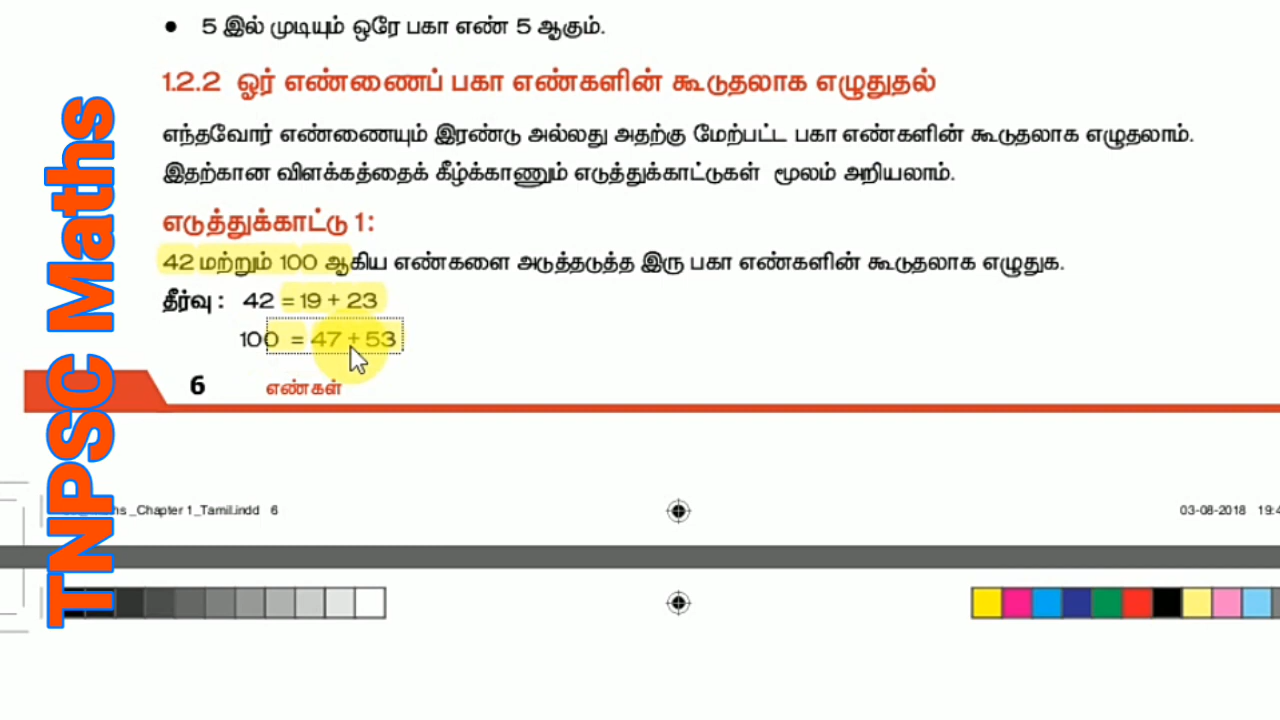 ● 5 இல் முடியும் ஒரே பகா எண் 5 ஆகும்.
1.2.2 ஓர் எண்ணைப் பகா எண்களின் கூடுதலாக எழுதுதல்
எந்தவோர் எண்ணையும் இரண்டு அல்லது அதற்கு மேற்பட்ட பகா எண்களின் கூடுதலாக எழுதலாம்.
இதற்கான விளக்கத்தைக் கீழ்க்காணும் எடுத்துக்காட்டுகள் மூலம் அறியலாம்.
எடுத்துக்காட்டு 1:
42 மற்றும் 100 ஆகிய எண்களை அடுத்தடுத்த இரு பகா எண்களின் கூடுதலாக எழுதுக.
தீர்வு : 42 = 19 + 23
100 = 47 + 53
6 எண்கள்
_Chapter 1_Tamil.indd 6
03-08-2018
TNPSC Maths